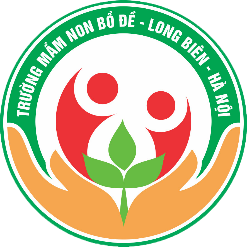 TRƯỜNG MẦM NON BỒ ĐỀ - LONG BIÊN - HÀ NỘI